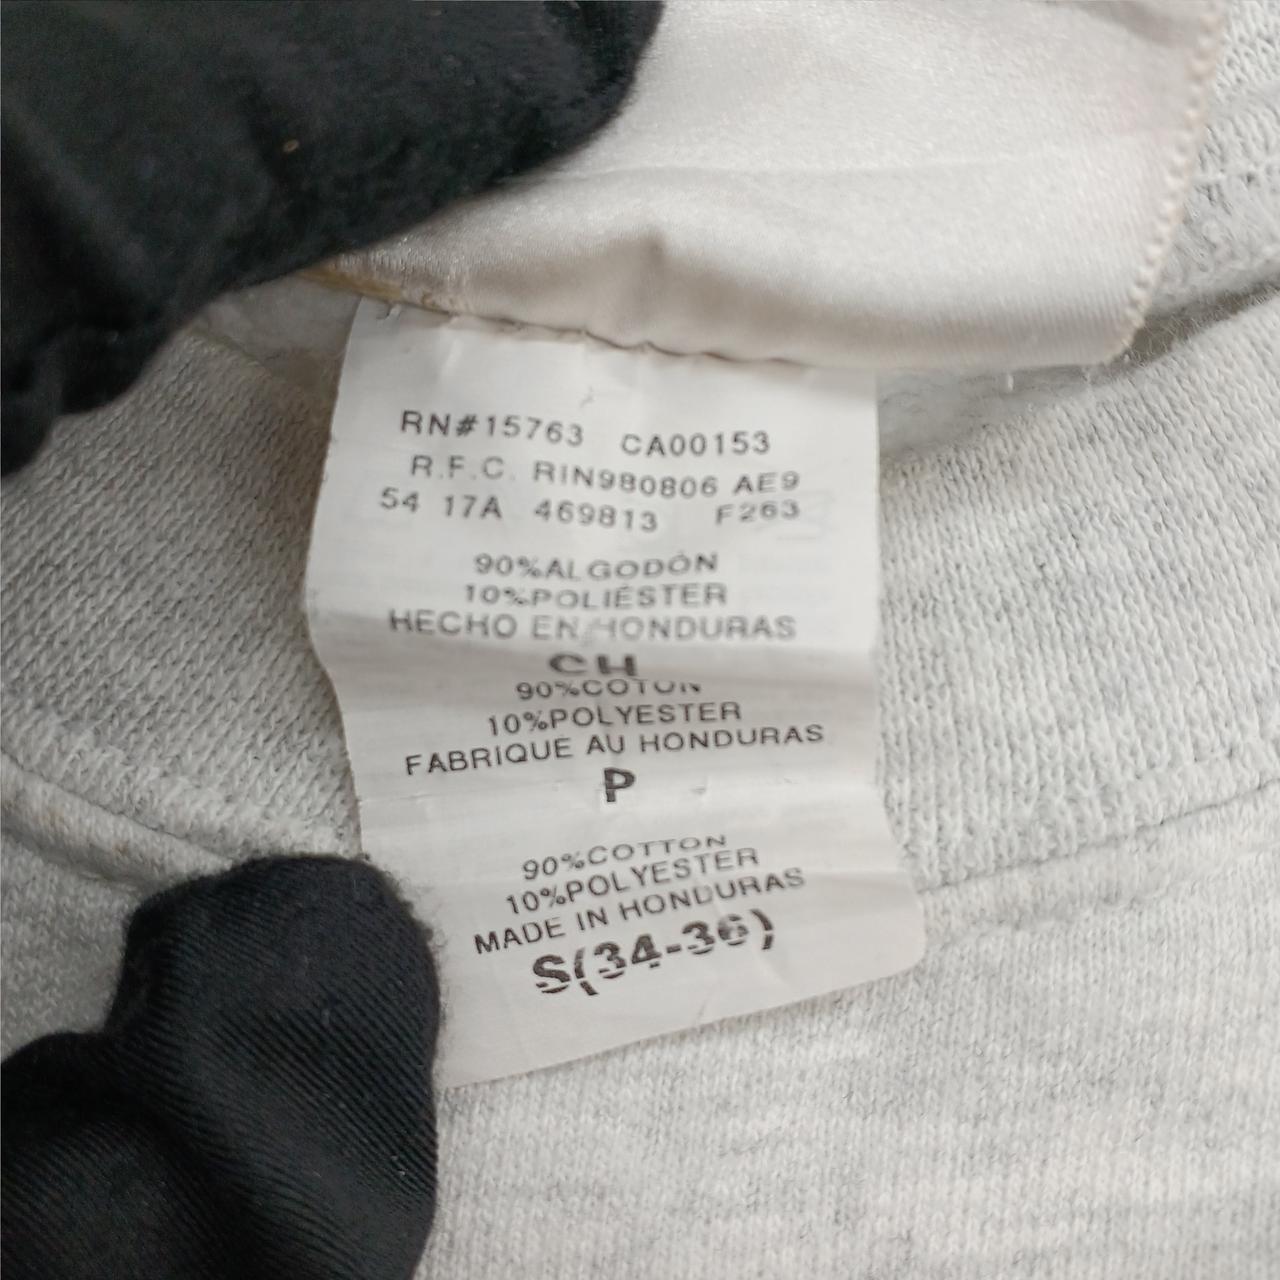 RN#15763 CA00153
R.F.C. RIN980806 AE9
54 17A 469813 F263
90%ALGODÓN
10%POLIÉSTER
HECHO EN HONDURAS
CH
90%COTON
10%POLYESTER
FABRIQUE AU HONDURAS
P
90%COTTON
10%POLYESTER
MADE IN HONDURAS
S(34-36)